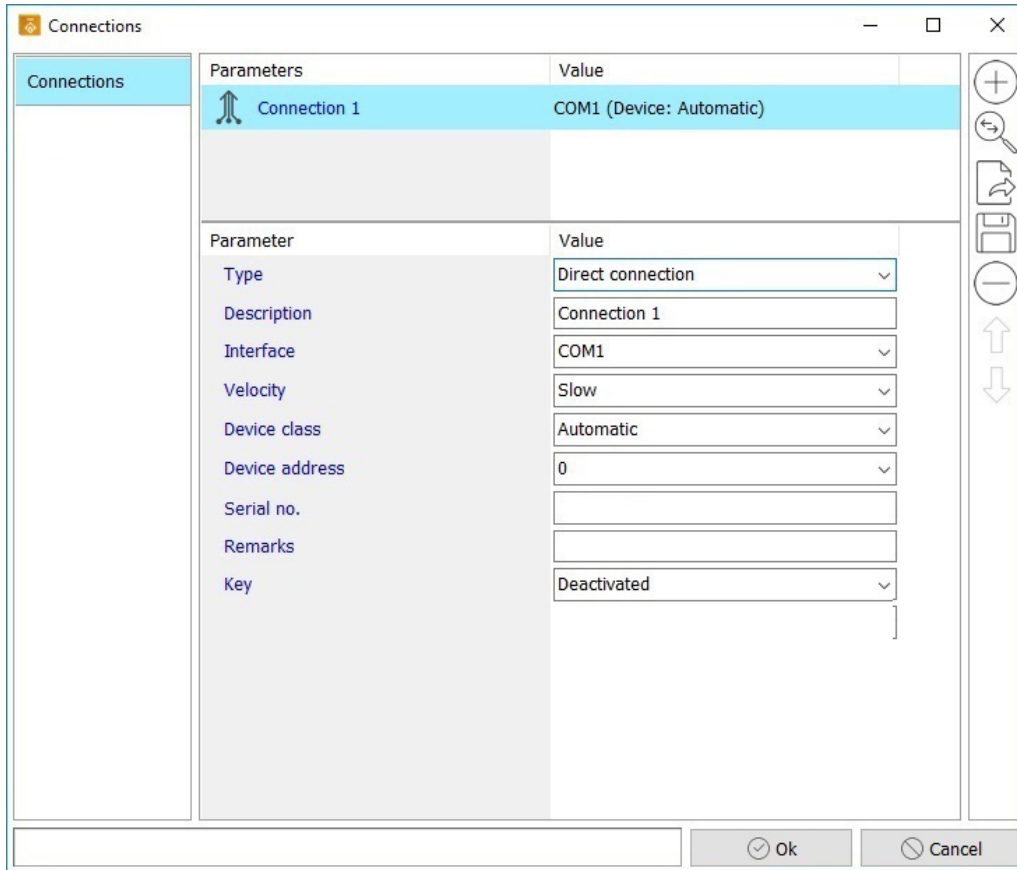 Connections
Connections
Parameters Value
Connection 1 COM1 (Device: Automatic)
Parameter Value
Type Direct connection
Description Connection 1
Interface COM1
Velocity Slow
Device class Automatic
Device address 0
Serial no.
Remarks
Key Deactivated
Ok Cancel